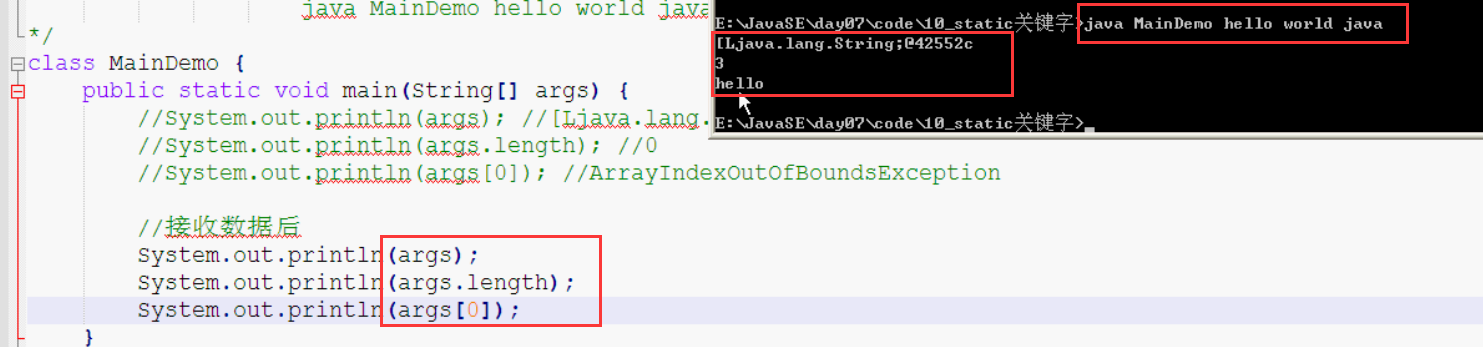 java MainDemo hello world java
*/
class MainDemo {
public static void main(String[] args) {
//System.out.println(args); //[Ljava.lang.
//System.out.println(args.length); //0
//System.out.println(args[0]); //ArrayIndexOutOfBoundsException
//接收数据后
System.out.println(args);
System.out.println(args.length);
System.out.println(args[0]);
}
E:\JavaSE\day07\code\10_static关键字>java MainDemo hello world java
[Ljava.lang.String;@42552c
3
hello
E:\JavaSE\day07\code\10_static关键字>_